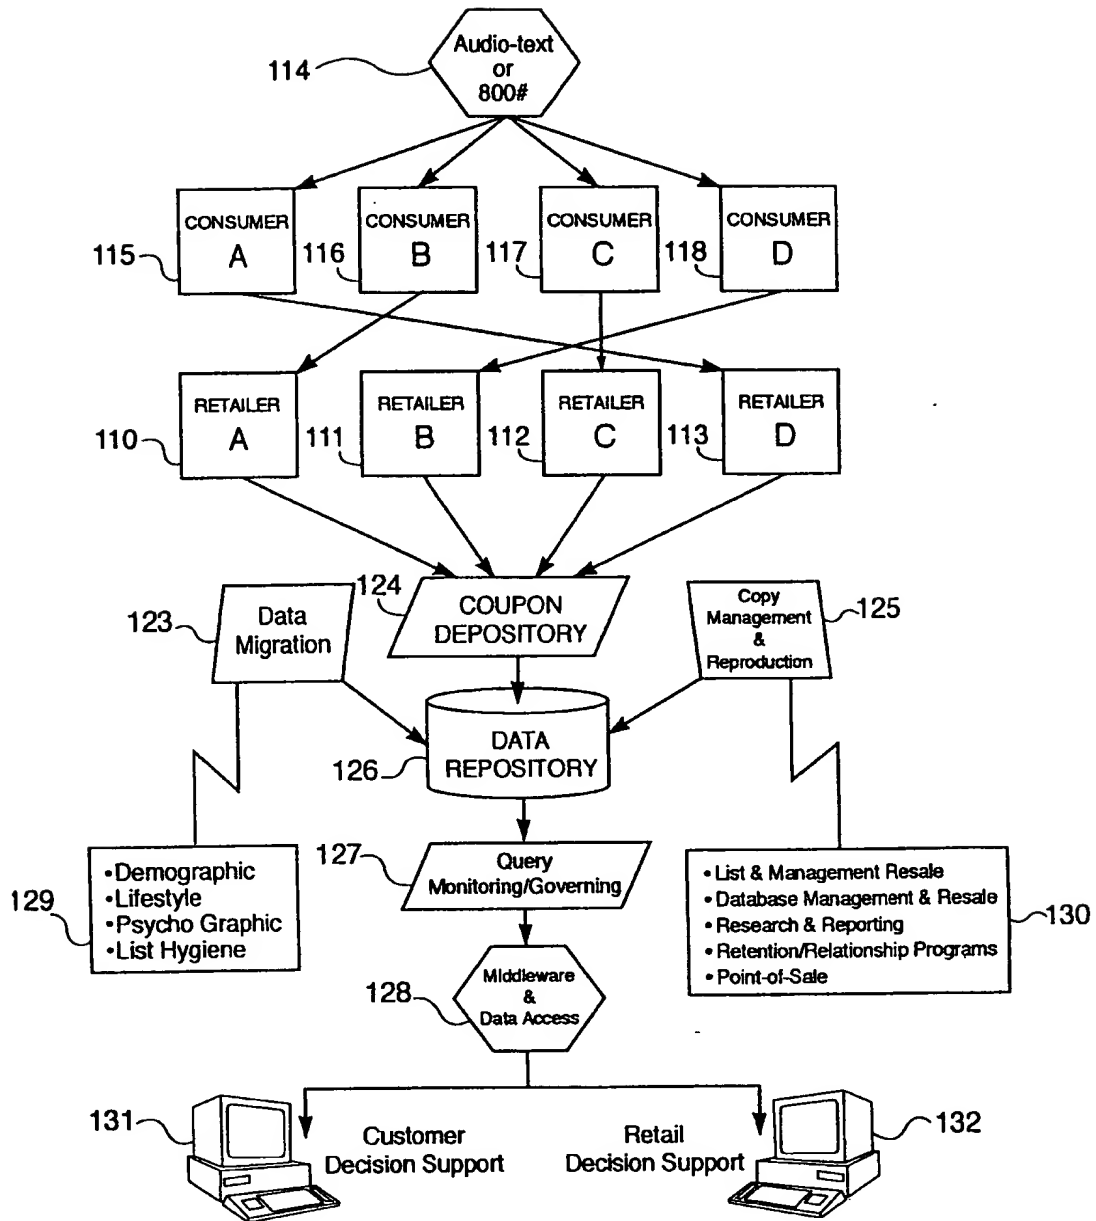 Audio-text
or
800#
114
CONSUMER
A
CONSUMER
B
CONSUMER
C
CONSUMER
D
115
116
117
118
RETAILER
A
RETAILER
B
RETAILER
C
RETAILER
D
110
111
112
113
124
COUPON
DEPOSITORY
123
Data
Migration
Copy
Management
&
Reproduction
125
DATA
REPOSITORY
126
127
Query
Monitoring/Governing
129
•Demographic
•Lifestyle
•Psycho Graphic
•List Hygiene
• List & Management Resale
• Database Management & Resale
• Research & Reporting
• Retention/Relationship Programs
• Point-of-Sale
130
128
Middleware
&
Data Access
131
Customer
Decision Support
Retail
Decision Support
132